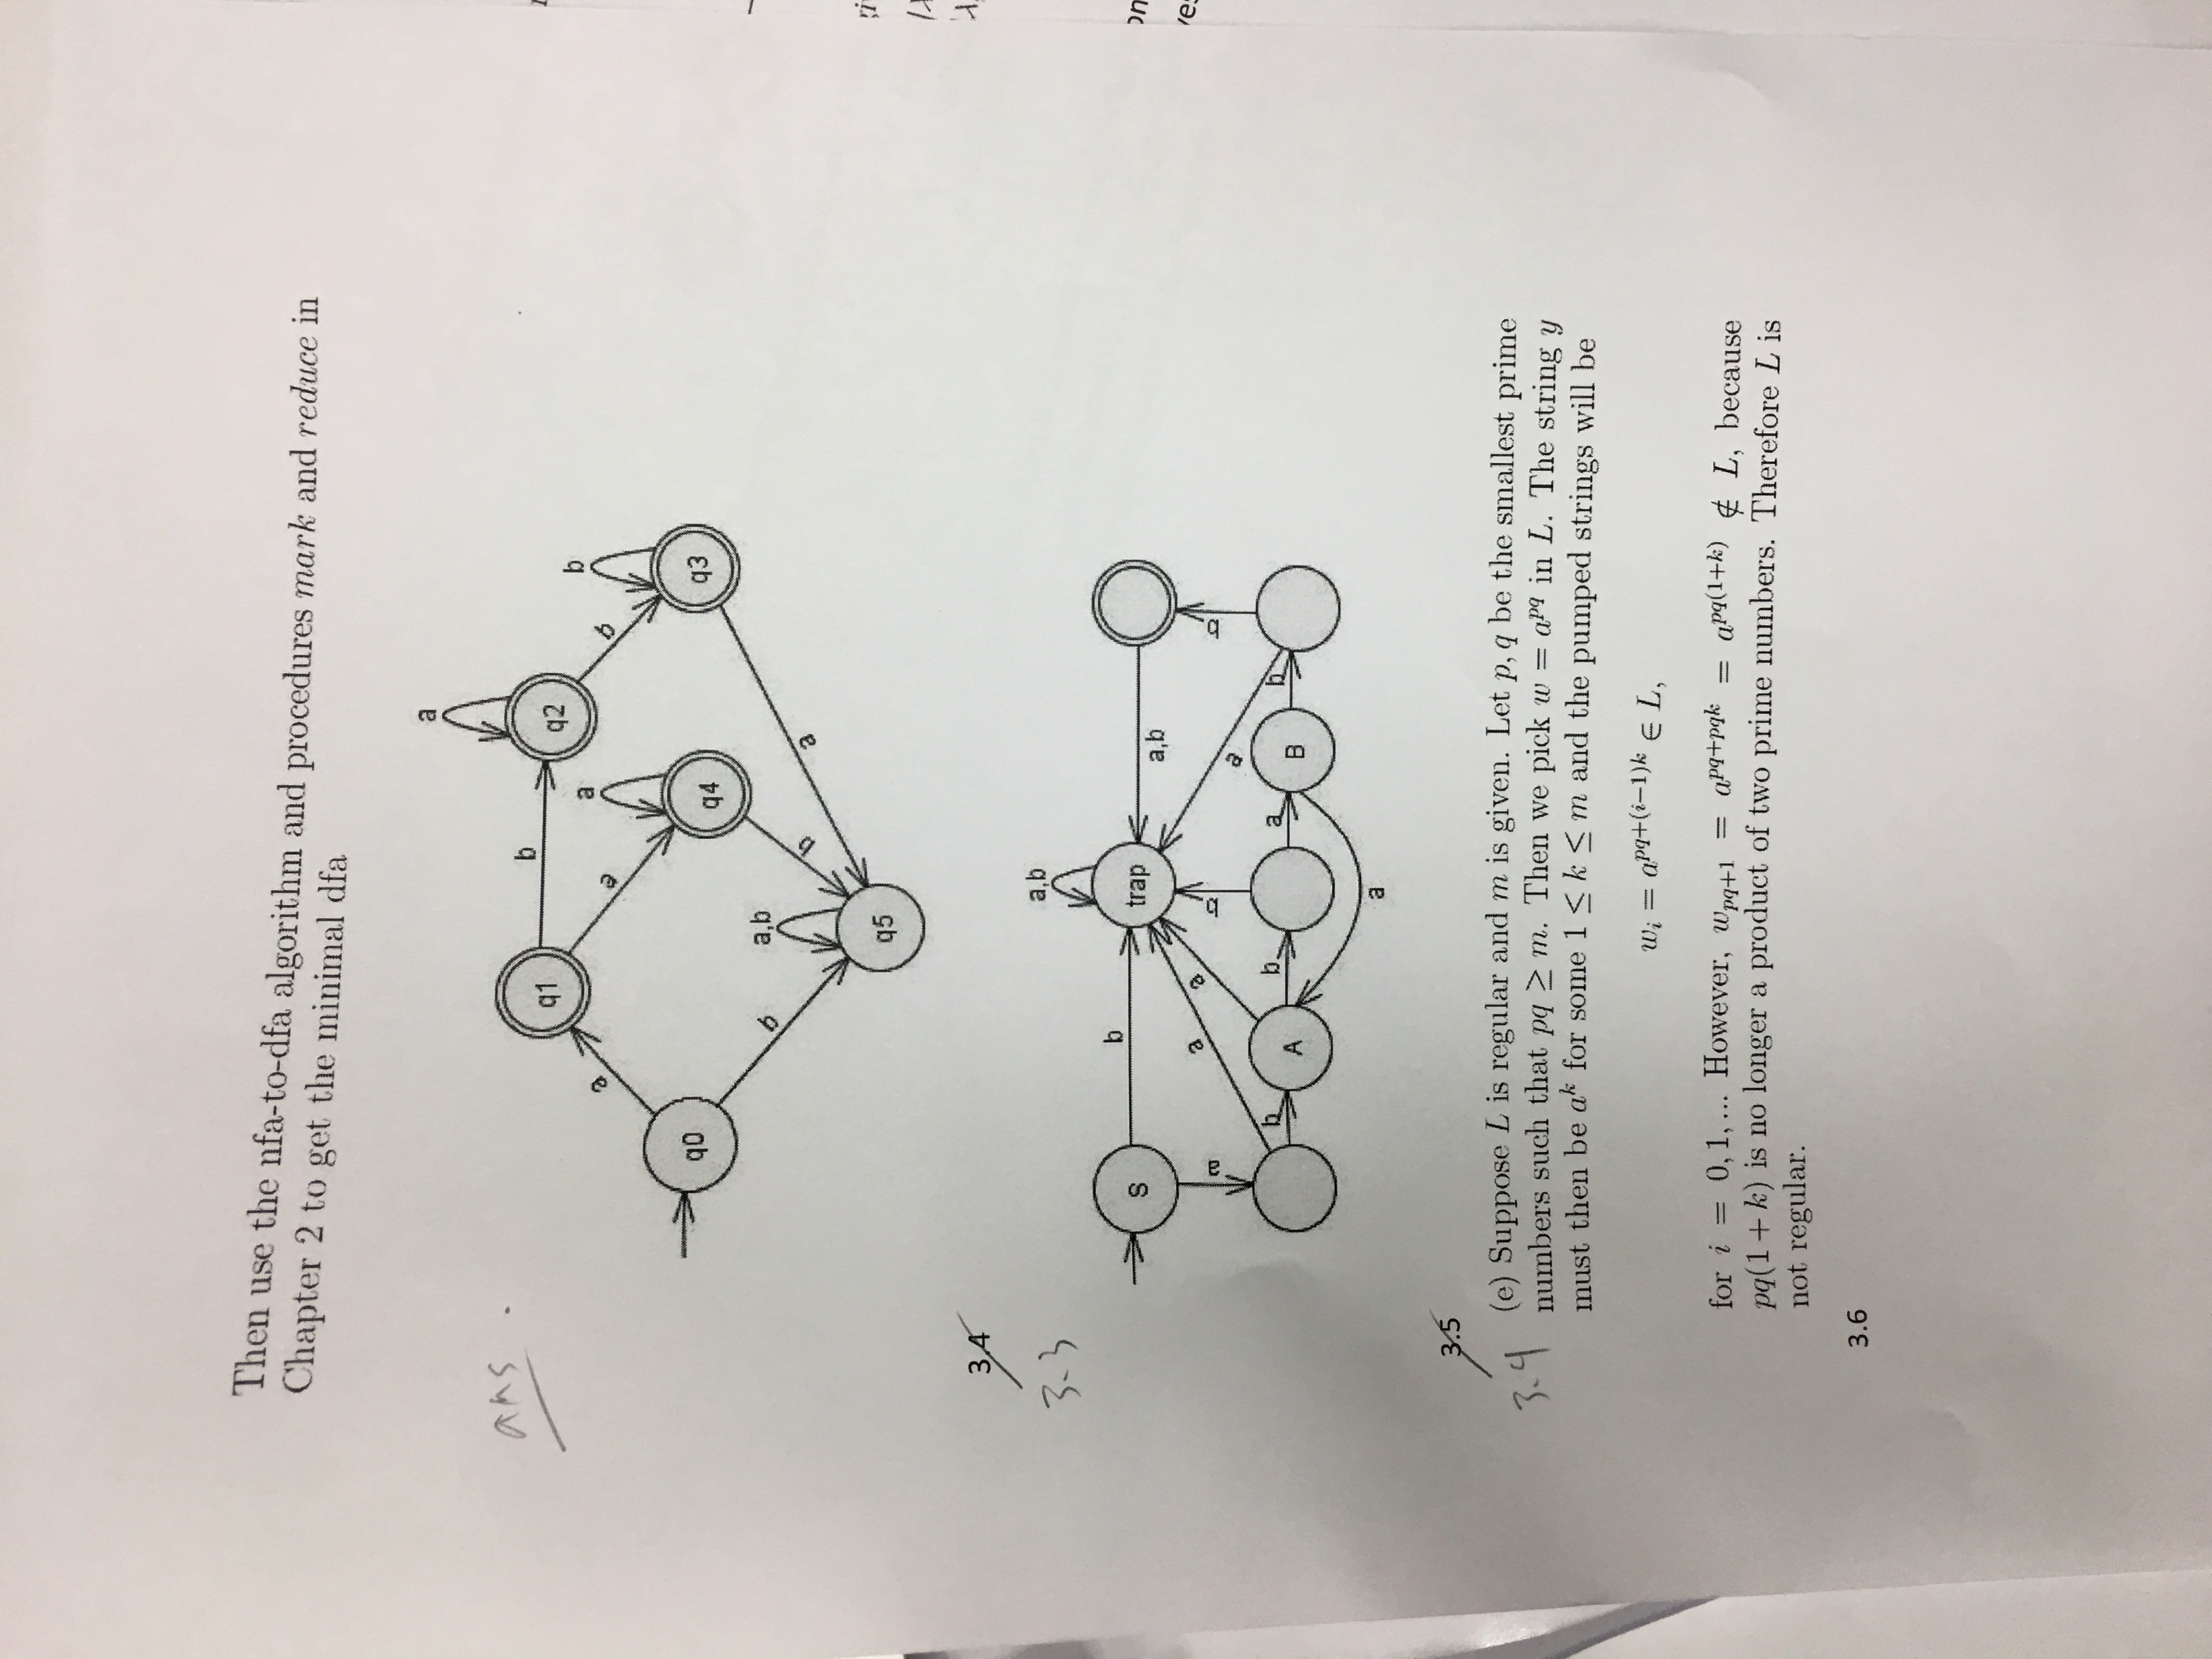 Then use the nfa-to-dfa algorithm and procedures mark and reduce in
Chapter 2 to get the minimal dfa
ans .
a
q1
b
q2
a
a
a
b
b
q0
q4
q3
b
a,b
b
a
q5
3.4
3.3
a,b
S
b
trap
a,b
a
a
a
b
a
b
b
A
b
a
B
b
a
3.5
3.4
(e) Suppose L is regular and m is given. Let p, q be the smallest prime
numbers such that pq ≥ m. Then we pick w = a^{pq} in L. The string y
must then be a^k for some 1 ≤ k ≤ m and the pumped strings will be
w_i = a^{pq+(i−1)k} ∈ L,
for i = 0, 1, ... However, w_{pq+1} = a^{pq+pqk} = a^{pq(1+k)} ∉ L, because
pq(1 + k) is no longer a product of two prime numbers. Therefore L is
not regular.
3.6